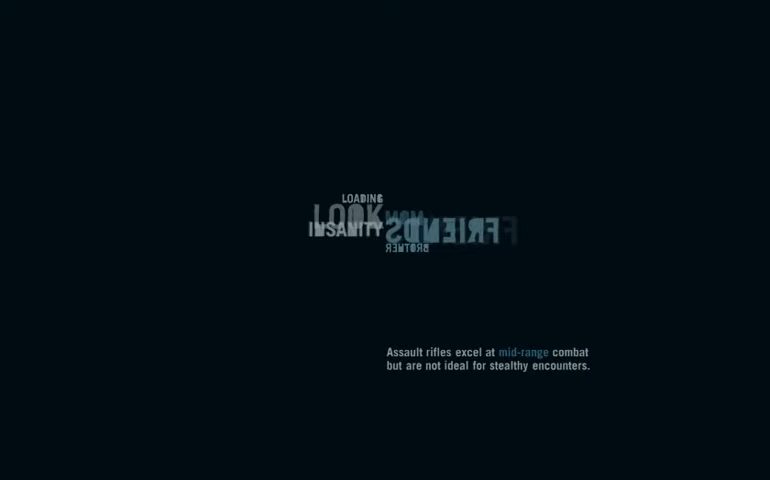 LOADING
LOOK
MOM
INSANITY
FRIENDS
BROTHER
Assault rifles excel at mid-range combat
but are not ideal for stealthy encounters.